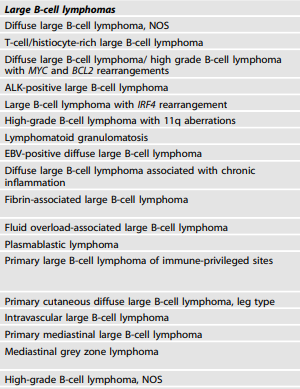 Large B-cell lymphomas
Diffuse large B-cell lymphoma, NOS
T-cell/histiocyte-rich large B-cell lymphoma
Diffuse large B-cell lymphoma/ high grade B-cell lymphoma
with MYC and BCL2 rearrangements
ALK-positive large B-cell lymphoma
Large B-cell lymphoma with IRF4 rearrangement
High-grade B-cell lymphoma with 11q aberrations
Lymphomatoid granulomatosis
EBV-positive diffuse large B-cell lymphoma
Diffuse large B-cell lymphoma associated with chronic
inflammation
Fibrin-associated large B-cell lymphoma
Fluid overload-associated large B-cell lymphoma
Plasmablastic lymphoma
Primary large B-cell lymphoma of immune-privileged sites
Primary cutaneous diffuse large B-cell lymphoma, leg type
Intravascular large B-cell lymphoma
Primary mediastinal large B-cell lymphoma
Mediastinal grey zone lymphoma
High-grade B-cell lymphoma, NOS